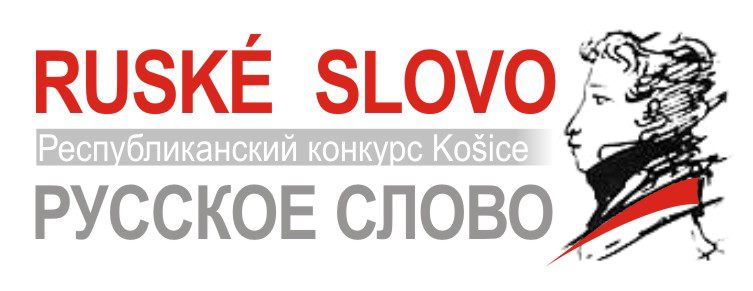 RUSKÉ SLOVO
Республиканский конкурс Košice
РУССКОЕ СЛОВО